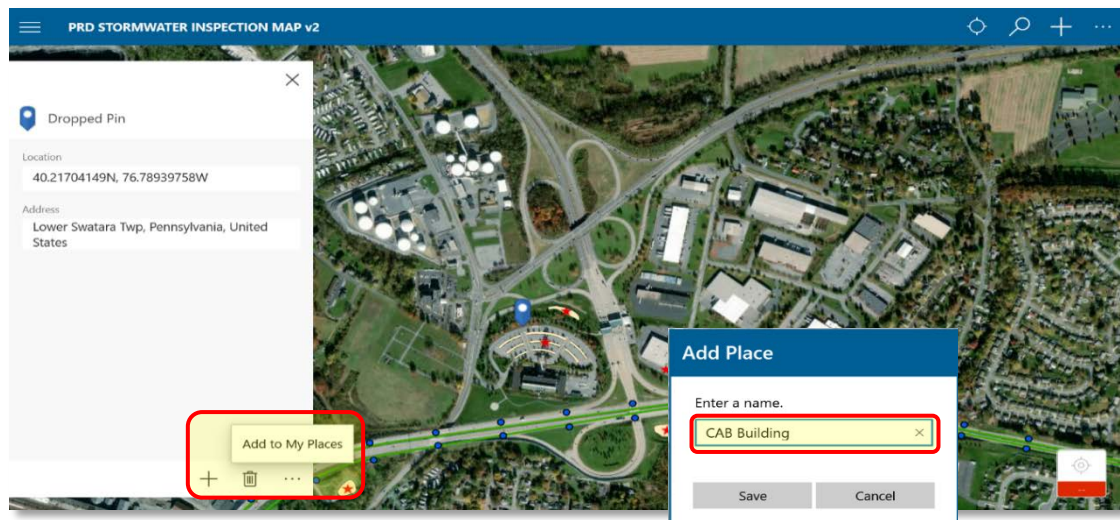 PRD STORMWATER INSPECTION MAP v2
Dropped Pin
Location
40.21704149N, 76.78939758W
Address
Lower Swatara Twp, Pennsylvania, United
States
Add to My Places
Add Place
Enter a name.
CAB Building
Save
Cancel